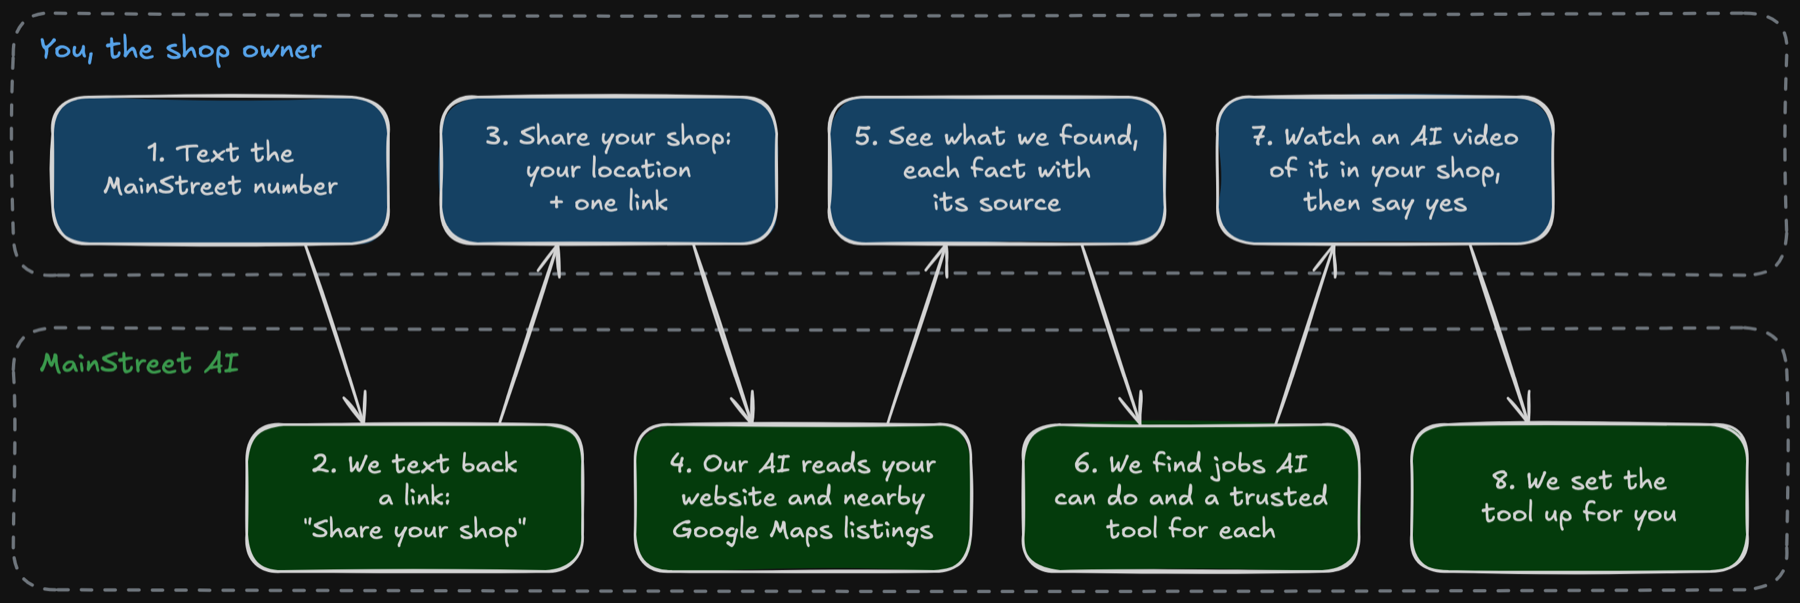 You, the shop owner
1. Text the
MainStreet number
3. Share your shop:
your location
+ one link
5. See what we found,
each fact with
its source
7. Watch an AI video
of it in your shop,
then say yes
MainStreet AI
2. We text back
a link:
"Share your shop"
4. Our AI reads your
website and nearby
Google Maps listings
6. We find jobs AI
can do and a trusted
tool for each
8. We set the
tool up for you